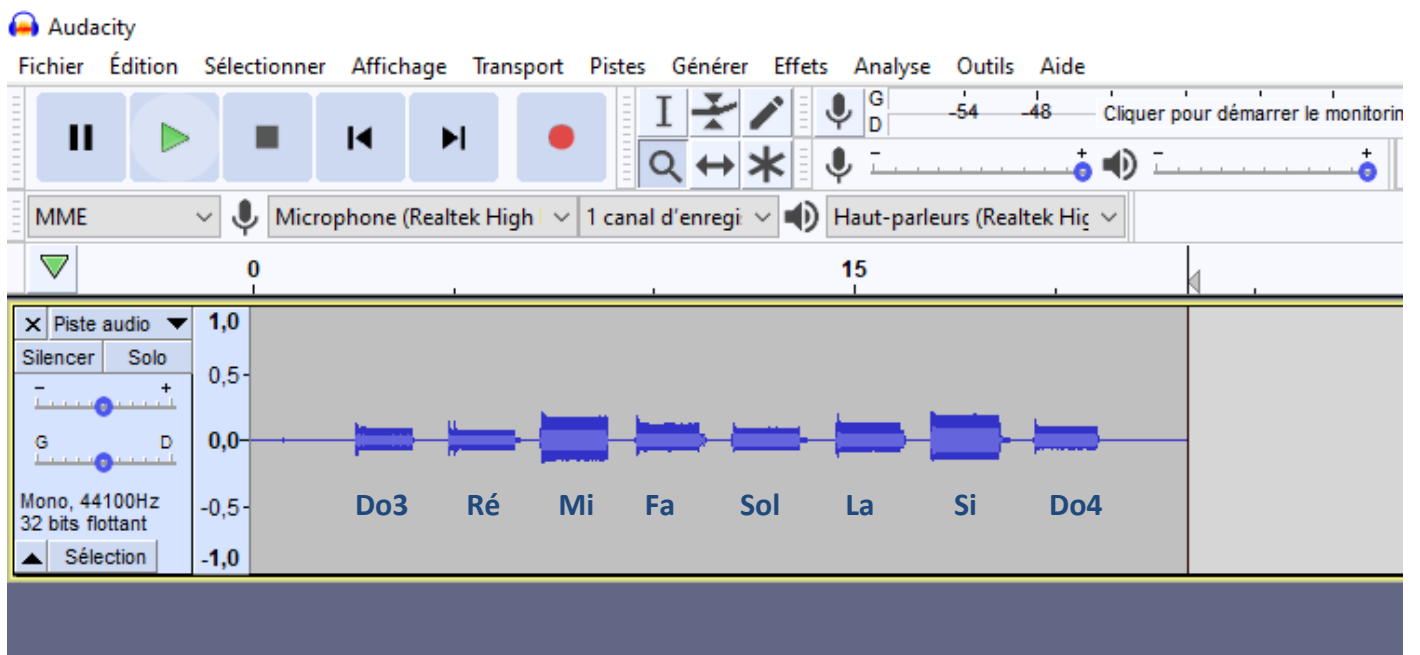 Audacity
Fichier Édition Sélectionner Affichage Transport Pistes Générer Effets Analyse Outils Aide
G
D
-54 -48 Cliquer pour démarrer le monitorin
- + - +
MME Microphone (Realtek High 1 canal d'enregi Haut-parleurs (Realtek Hig
0 15
× Piste audio 1,0
Silencer Solo
- + 0,5
G D 0,0
Mono, 44100Hz -0,5
32 bits flottant
Sélection -1,0
Do3 Ré Mi Fa Sol La Si Do4